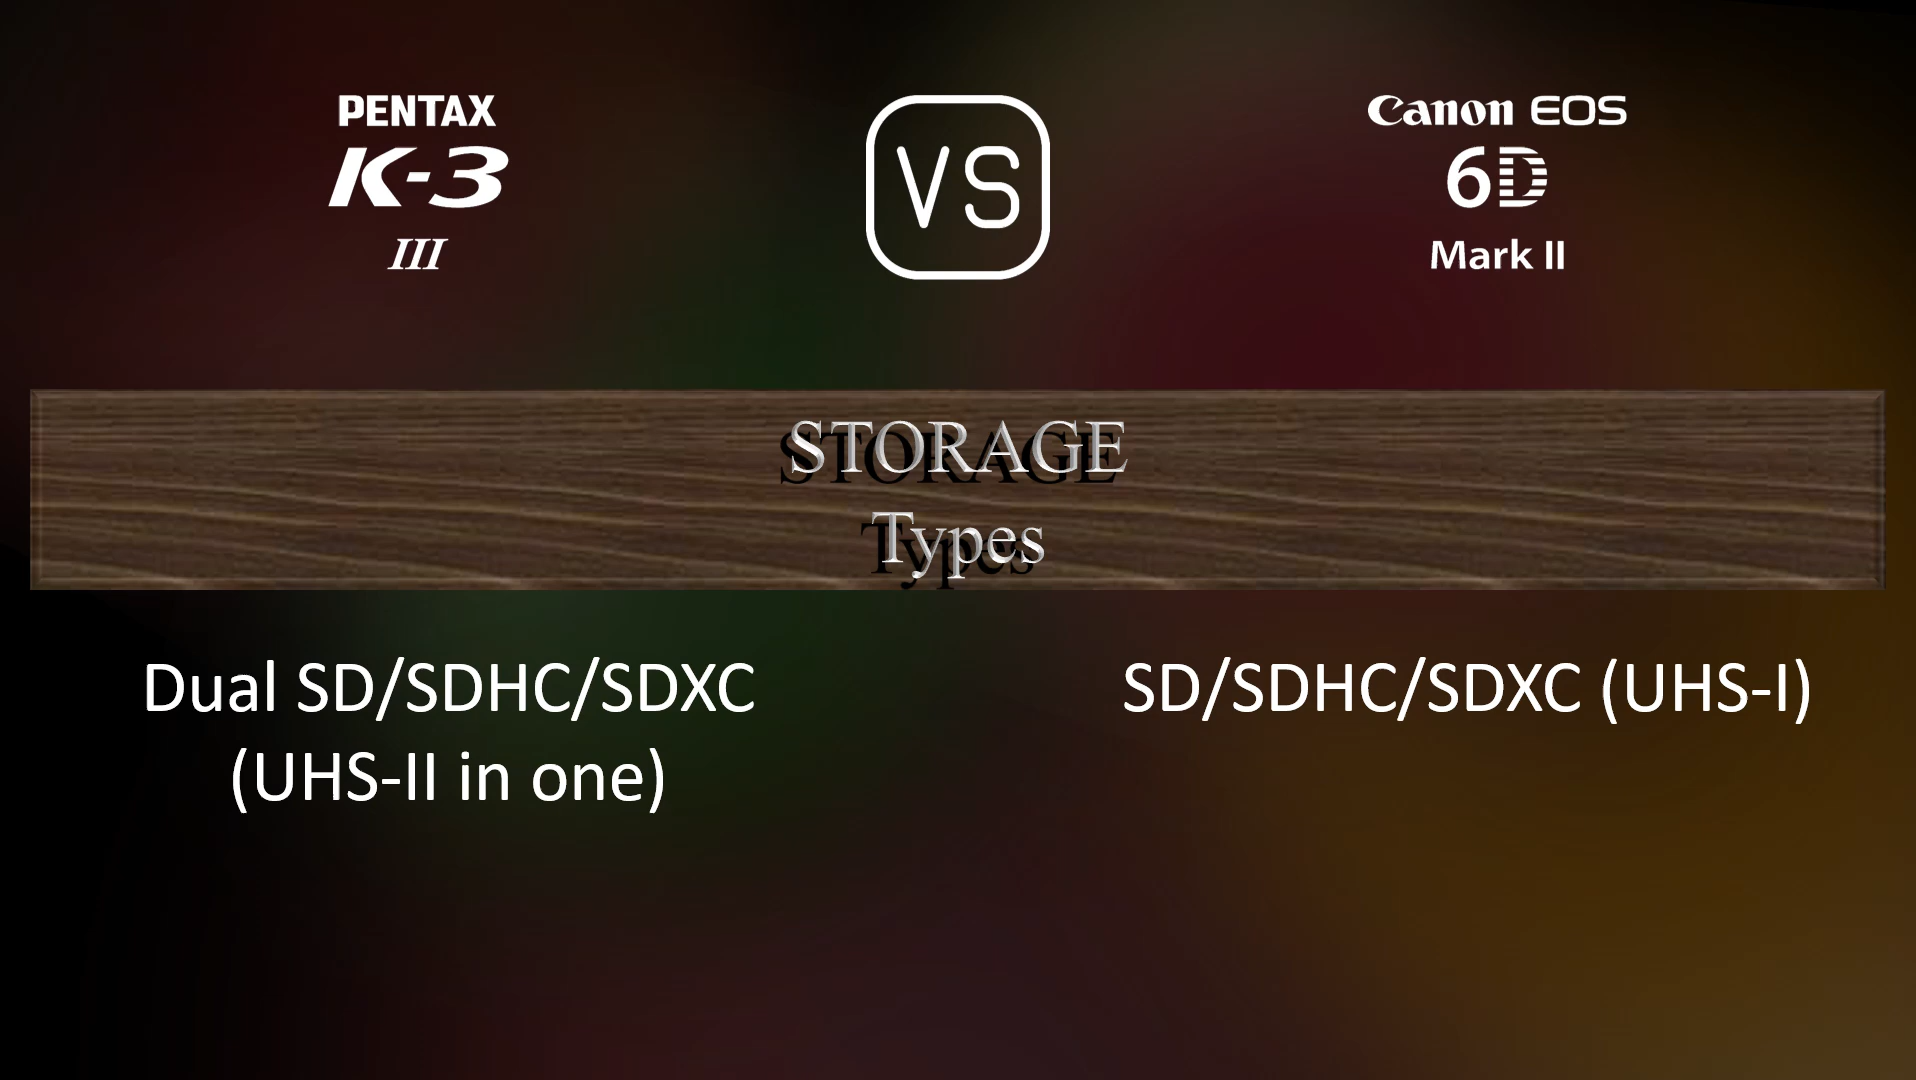 PENTAX
K-3
III
VS
Canon EOS
6D
Mark II
STORAGE
Types
Dual SD/SDHC/SDXC
(UHS-II in one)
SD/SDHC/SDXC (UHS-I)